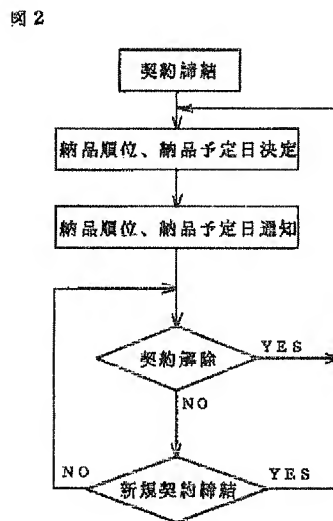 図2
契約締結
納品順位、納品予定日決定
納品順位、納品予定日通知
契約解除
YES
NO
新規契約締結
NO
YES